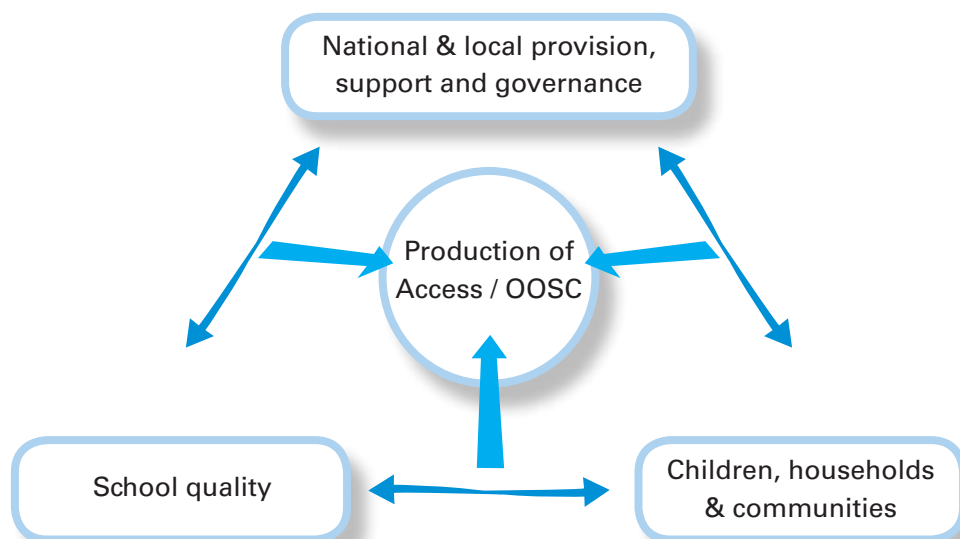 National & local provision,
support and governance
Production of
Access / OOSC
School quality
Children, households
& communities